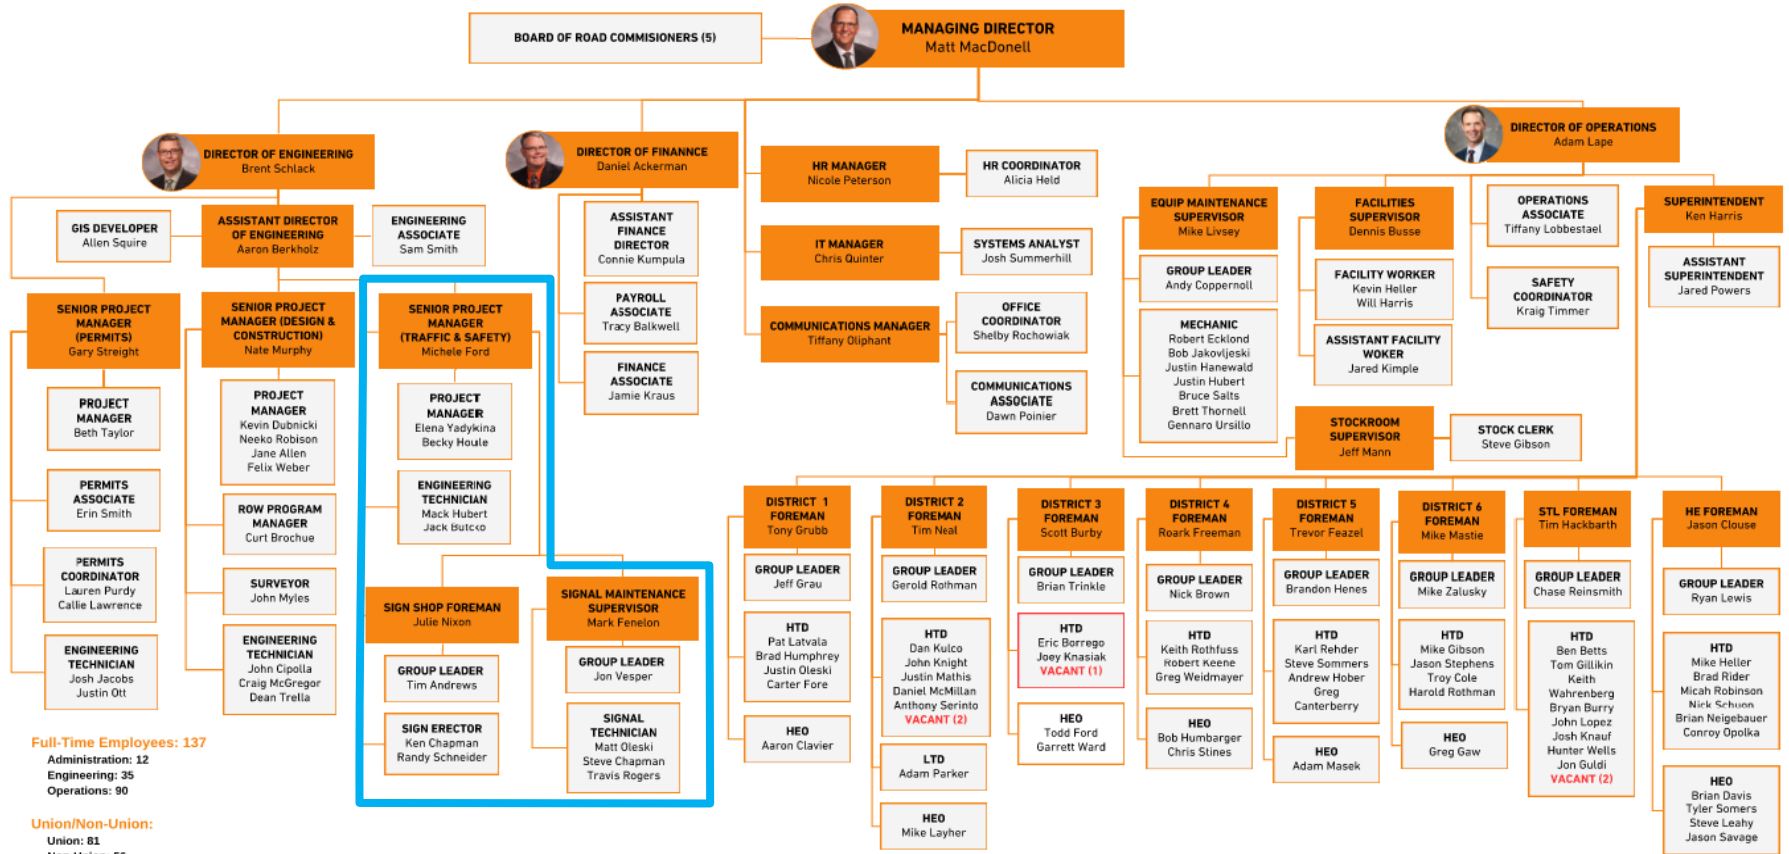 BOARD OF ROAD COMMISIONERS (5)
MANAGING DIRECTOR
Matt MacDonell
DIRECTOR OF ENGINEERING
Brent Schlack
DIRECTOR OF FINANNCE
Daniel Ackerman
HR MANAGER
Nicole Peterson
HR COORDINATOR
Alicia Held
DIRECTOR OF OPERATIONS
Adam Lape
GIS DEVELOPER
Allen Squire
ASSISTANT DIRECTOR
OF ENGINEERING
Aaron Berkholz
ENGINEERING
ASSOCIATE
Sam Smith
ASSISTANT
FINANCE
DIRECTOR
Connie Kumpula
PAYROLL
ASSOCIATE
Tracy Balkwell
FINANCE
ASSOCIATE
Jamie Kraus
IT MANAGER
Chris Quinter
SYSTEMS ANALYST
Josh Summerhill
COMMUNICATIONS MANAGER
Tiffany Oliphant
OFFICE
COORDINATOR
Shelby Rochowiak
COMMUNICATIONS
ASSOCIATE
Dawn Poinier
EQUIP MAINTENANCE
SUPERVISOR
Mike Livsey
GROUP LEADER
Andy Coppernoll
MECHANIC
Robert Ecklond
Bob Jakovljeski
Justin Hanewald
Justin Hubert
Bruce Salts
Brett Thornell
Gennaro Ursillo
FACILITIES
SUPERVISOR
Dennis Busse
FACILITY WORKER
Kevin Heller
Will Harris
ASSISTANT FACILITY
WOKER
Jared Kimple
OPERATIONS
ASSOCIATE
Tiffany Lobbestael
SAFETY
COORDINATOR
Kraig Timmer
SUPERINTENDENT
Ken Harris
ASSISTANT
SUPERINTENDENT
Jared Powers
STOCKROOM
SUPERVISOR
Jeff Mann
STOCK CLERK
Steve Gibson
SENIOR PROJECT
MANAGER
(PERMITS)
Gary Streight
PROJECT
MANAGER
Beth Taylor
PERMITS
ASSOCIATE
Erin Smith
PERMITS
COORDINATOR
Lauren Purdy
Callie Lawrence
ENGINEERING
TECHNICIAN
Josh Jacobs
Justin Ott
SENIOR PROJECT
MANAGER (DESIGN &
CONSTRUCTION)
Nate Murphy
PROJECT
MANAGER
Kevin Dubnicki
Neeko Robison
Jane Allen
Felix Weber
ROW PROGRAM
MANAGER
Curt Brochue
SURVEYOR
John Myles
ENGINEERING
TECHNICIAN
John Cipolla
Craig McGregor
Dean Trella
SENIOR PROJECT
MANAGER
(TRAFFIC & SAFETY)
Michele Ford
PROJECT
MANAGER
Elena Yadykina
Becky Houle
ENGINEERING
TECHNICIAN
Mack Hubert
Jack Butcko
SIGN SHOP FOREMAN
Julie Nixon
GROUP LEADER
Tim Andrews
SIGN ERECTOR
Ken Chapman
Randy Schneider
SIGNAL MAINTENANCE
SUPERVISOR
Mark Fenelon
GROUP LEADER
Jon Vesper
SIGNAL
TECHNICIAN
Matt Oleski
Steve Chapman
Travis Rogers
DISTRICT 1
FOREMAN
Tony Grubb
GROUP LEADER
Jeff Grau
HTD
Pat Latvala
Brad Humphrey
Justin Oleski
Carter Fore
HEO
Aaron Clavier
DISTRICT 2
FOREMAN
Tim Neal
GROUP LEADER
Gerold Rothman
HTD
Dan Kulco
John Knight
Justin Mathis
Daniel McMillan
Anthony Serinto
VACANT (2)
LTD
Adam Parker
HEO
Mike Layher
DISTRICT 3
FOREMAN
Scott Burby
GROUP LEADER
Brian Trinkle
HTD
Eric Borrego
Joey Knasiak
VACANT (1)
HEO
Todd Ford
Garrett Ward
DISTRICT 4
FOREMAN
Roark Freeman
GROUP LEADER
Nick Brown
HTD
Keith Rothfuss
Robert Keene
Greg Weidmayer
HEO
Bob Humbarger
Chris Stines
DISTRICT 5
FOREMAN
Trevor Feazel
GROUP LEADER
Brandon Henes
HTD
Karl Rehder
Steve Sommers
Andrew Hober
Greg
Canterberry
HEO
Adam Masek
DISTRICT 6
FOREMAN
Mike Mastie
GROUP LEADER
Mike Zalusky
HTD
Mike Gibson
Jason Stephens
Troy Cole
Harold Rothman
HEO
Greg Gaw
STL FOREMAN
Tim Hackbarth
GROUP LEADER
Chase Reinsmith
HTD
Ben Betts
Tom Gillikin
Keith
Wahrenberg
Bryan Burry
John Lopez
Josh Knauf
Hunter Wells
Jon Guldi
VACANT (2)
HE FOREMAN
Jason Clouse
GROUP LEADER
Ryan Lewis
HTD
Mike Heller
Brad Rider
Micah Robinson
Nick Schuon
Brian Neigebauer
Conroy Opolka
HEO
Brian Davis
Tyler Somers
Steve Leahy
Jason Savage
Full-Time Employees: 137
Administration: 12
Engineering: 35
Operations: 90
Union/Non-Union:
Union: 81